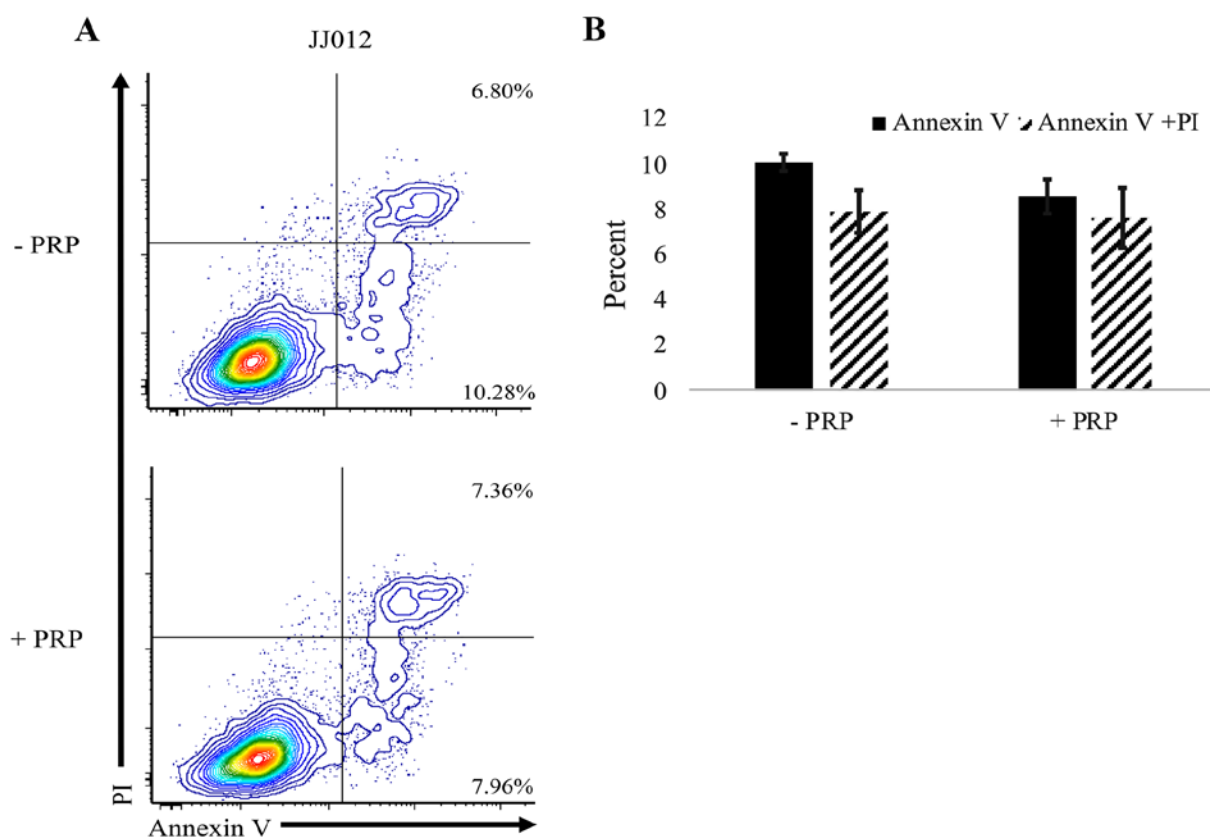 A
JJ012
6.80%
- PRP
10.28%
7.36%
+ PRP
7.96%
PI
Annexin V
B
Annexin V Annexin V +PI
12
10
8
6
4
2
0
Percent
- PRP + PRP